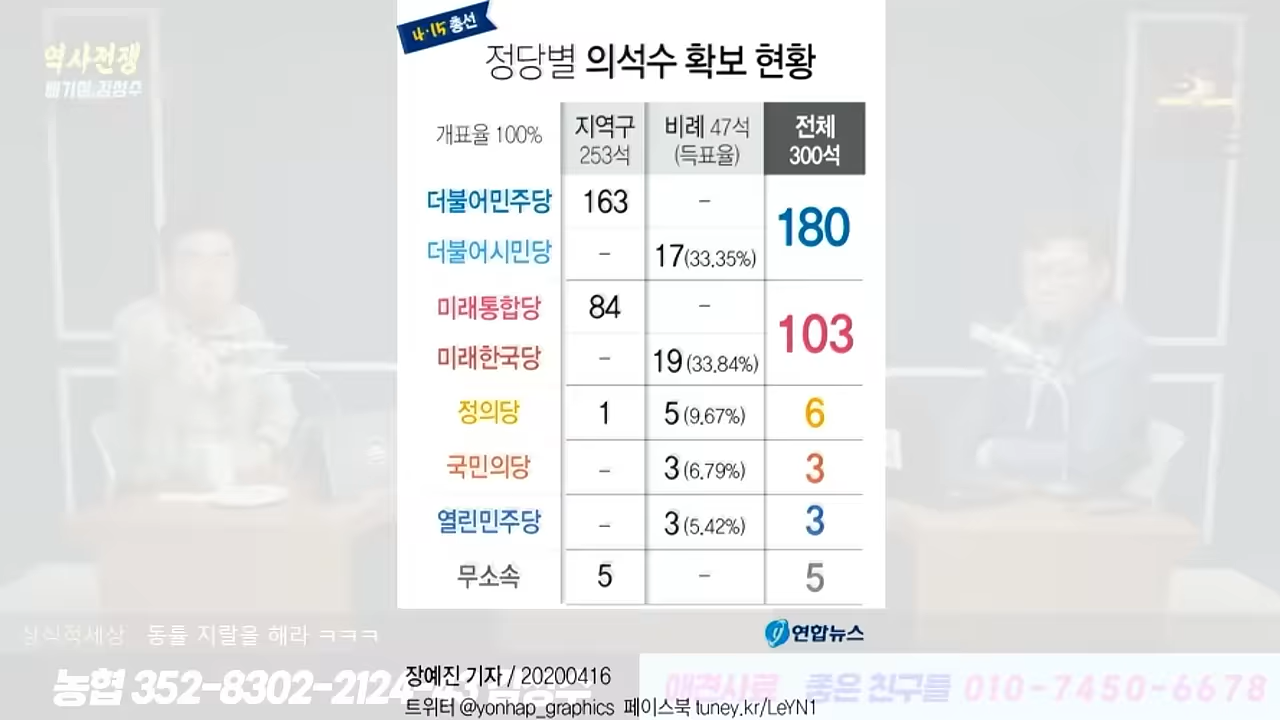 4·15 총선
역사전쟁
정당별 의석수 확보 현황
개표율 100% 지역구 253석 비례 47석 (득표율) 전체 300석
더불어민주당 163 – 180
더불어시민당 – 17(33.35%)
미래통합당 84 – 103
미래한국당 – 19(33.84%)
정의당 1 5(9.67%) 6
국민의당 – 3(6.79%) 3
열린민주당 – 3(5.42%) 3
무소속 5 – 5
동률 지랄을 해라 ㅋㅋㅋ
연합뉴스
농협 352-8302-2124
장예진 기자 / 20200416
좋은 친구들 010-7450-6678
트위터 @yonhap_graphics 페이스북 tuney.kr/LeYN1